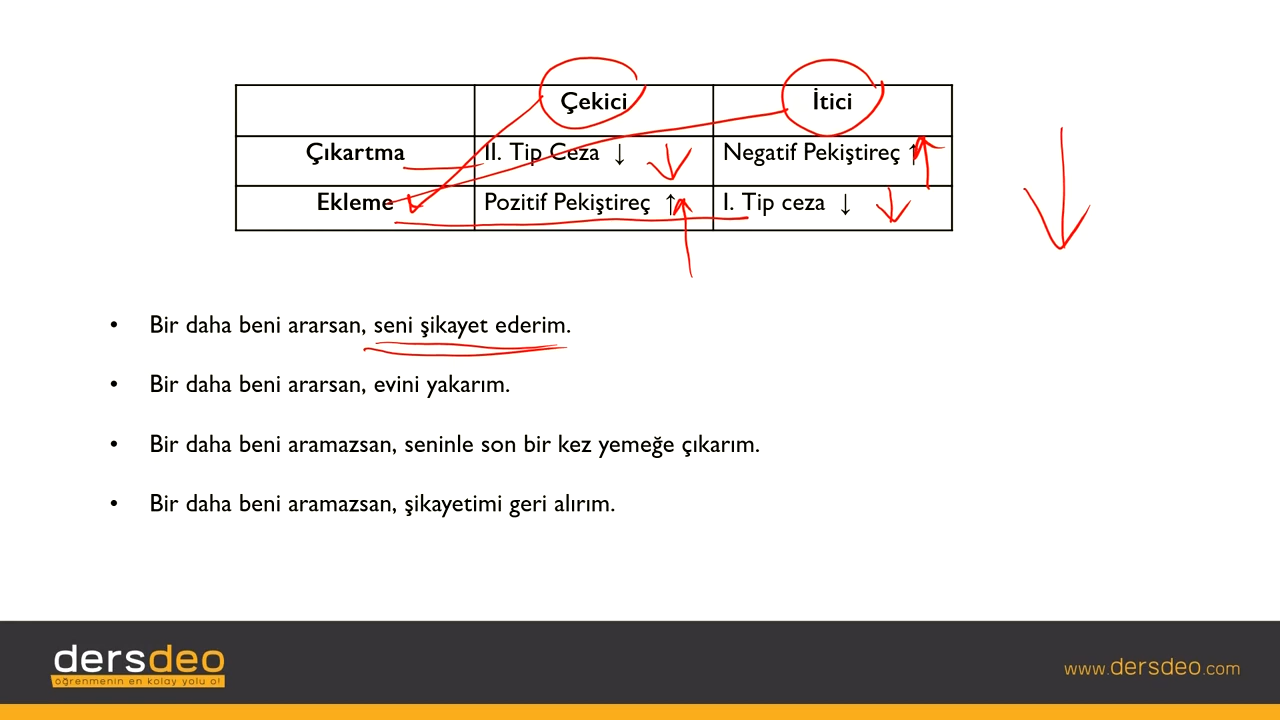 Çekici İtici
Çıkartma II. Tip Ceza ↓ Negatif Pekiştireç ↑
Ekleme Pozitif Pekiştireç ↑ I. Tip ceza ↓
• Bir daha beni ararsan, seni şikayet ederim.
• Bir daha beni ararsan, evini yakarım.
• Bir daha beni aramazsan, seninle son bir kez yemeğe çıkarım.
• Bir daha beni aramazsan, şikayetimi geri alırım.
dersdeo
öğrenmenin en kolay yolu o!
www.dersdeo.com